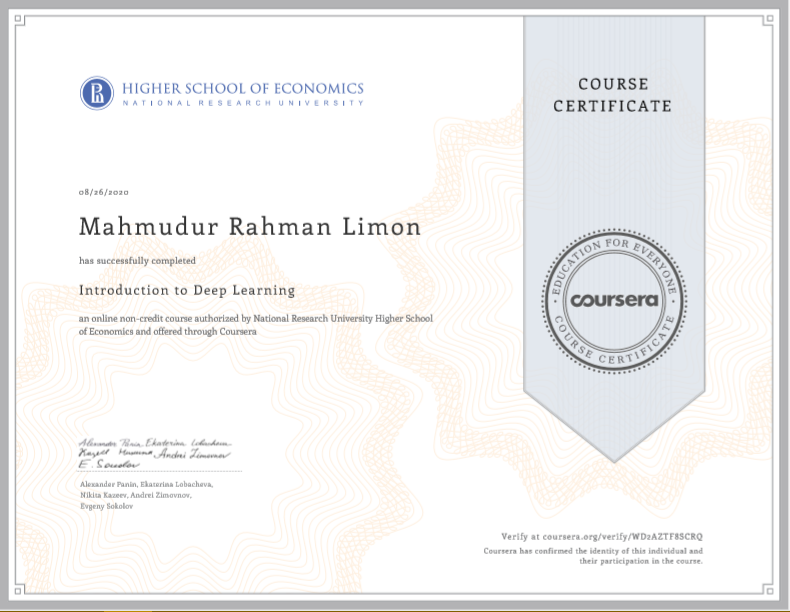 HIGHER SCHOOL OF ECONOMICS
NATIONAL RESEARCH UNIVERSITY
COURSE
CERTIFICATE
08/26/2020
Mahmudur Rahman Limon
has successfully completed
Introduction to Deep Learning
an online non-credit course authorized by National Research University Higher School
of Economics and offered through Coursera
EDUCATION FOR EVERYONE
coursera
COURSE CERTIFICATE
Alexander Panin, Ekaterina Lobacheva
Andrei Zimovnov
E. Sokolov
Alexander Panin, Ekaterina Lobacheva,
Nikita Kazeev, Andrei Zimovnov,
Evgeny Sokolov
Verify at coursera.org/verify/WD2AZTF8SCRQ
Coursera has confirmed the identity of this individual and
their participation in the course.